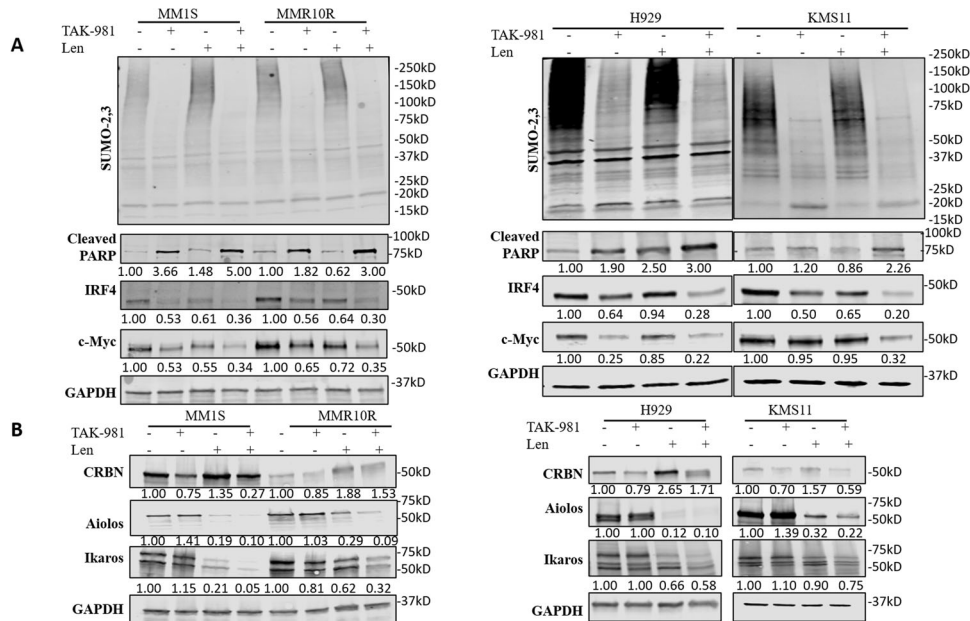 A
MM1S MMR10R
TAK-981 - + - + - + - +
Len - - + + - - + +
SUMO-2,3
-250kD
-150kD
-100kD
-75kD
-50kD
-37kD
-25kD
-20kD
-15kD
Cleaved
PARP
-100kD
-75kD
1.00 3.66 1.48 5.00 1.00 1.82 0.62 3.00
IRF4
-50kD
1.00 0.53 0.61 0.36 1.00 0.56 0.64 0.30
c-Myc
-50kD
1.00 0.53 0.55 0.34 1.00 0.65 0.72 0.35
GAPDH
-37kD
H929 KMS11
TAK-981 - + - + - + - +
Len - - + + - - + +
SUMO-2,3
-250kD
-150kD
-100kD
-75kD
-50kD
-37kD
-25kD
-20kD
-15kD
Cleaved
PARP
-100kD
75kD
1.00 1.90 2.50 3.00 1.00 1.20 0.86 2.26
IRF4
-50kD
1.00 0.64 0.94 0.28 1.00 0.50 0.65 0.20
c-Myc
-50kD
1.00 0.25 0.85 0.22 1.00 0.95 0.95 0.32
GAPDH
-37kD
B
MM1S MMR10R
TAK-981 - + - + - + - +
Len - - + + - - + +
CRBN
-50kD
1.00 0.75 1.35 0.27 1.00 0.85 1.88 1.53
Aiolos
-75kD
-50kD
1.00 1.41 0.19 0.10 1.00 1.03 0.29 0.09
Ikaros
-75kD
-50kD
1.00 1.15 0.21 0.05 1.00 0.81 0.62 0.32
GAPDH
-37kD
H929 KMS11
TAK-981 - + - + - + - +
Len - - + + - - + +
CRBN
-50kD
1.00 0.79 2.65 1.71 1.00 0.70 1.57 0.59
Aiolos
-75kD
-50kD
1.00 1.00 0.12 0.10 1.00 1.39 0.32 0.22
Ikaros
-75kD
-50kD
1.00 1.00 0.66 0.58 1.00 1.10 0.90 0.75
GAPDH
-37kD